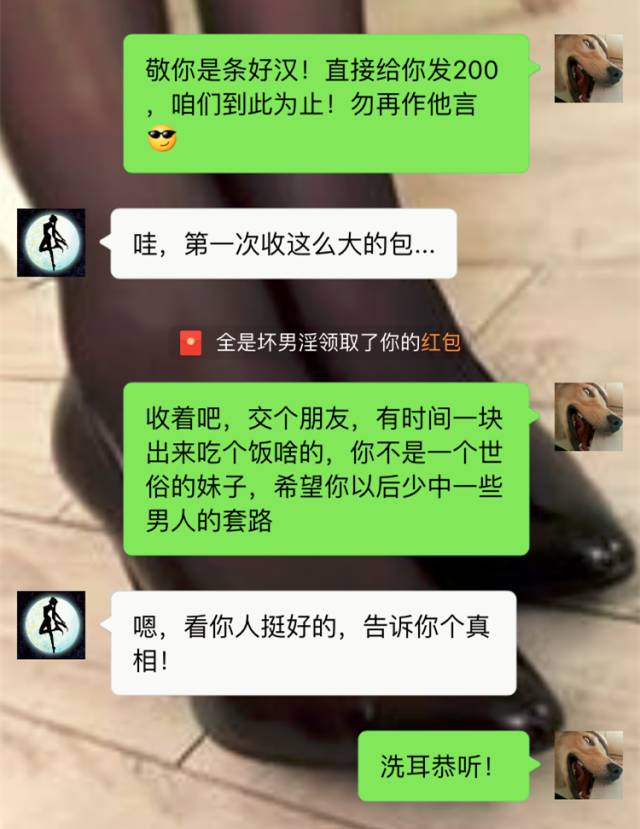 敬你是条好汉！直接给你发200
，咱们到此为止！勿再作他言
哇，第一次收这么大的包...
全是坏男淫领取了你的红包
收着吧，交个朋友，有时间一块
出来吃个饭啥的，你不是一个世
俗的妹子，希望你以后少中一些
男人的套路
嗯，看你人挺好的，告诉你个真
相！
洗耳恭听！